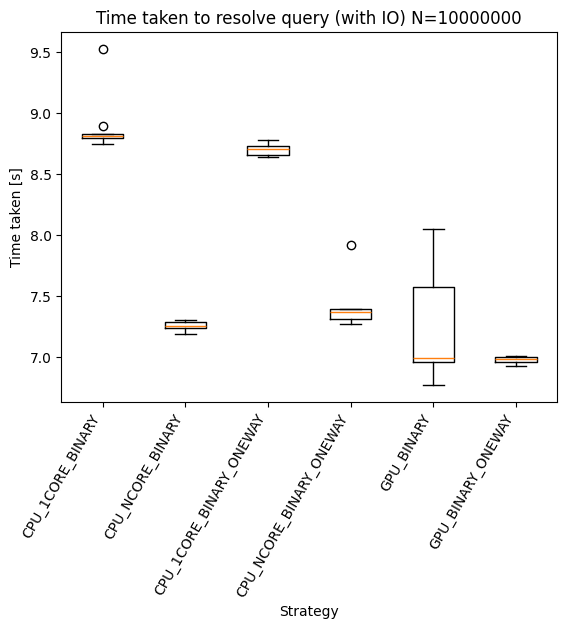 Time taken to resolve query (with IO) N=10000000
Time taken [s]
9.5
9.0
8.5
8.0
7.5
7.0
CPU_1CORE_BINARY
CPU_NCORE_BINARY
CPU_1CORE_BINARY_ONEWAY
CPU_NCORE_BINARY_ONEWAY
GPU_BINARY
GPU_BINARY_ONEWAY
Strategy